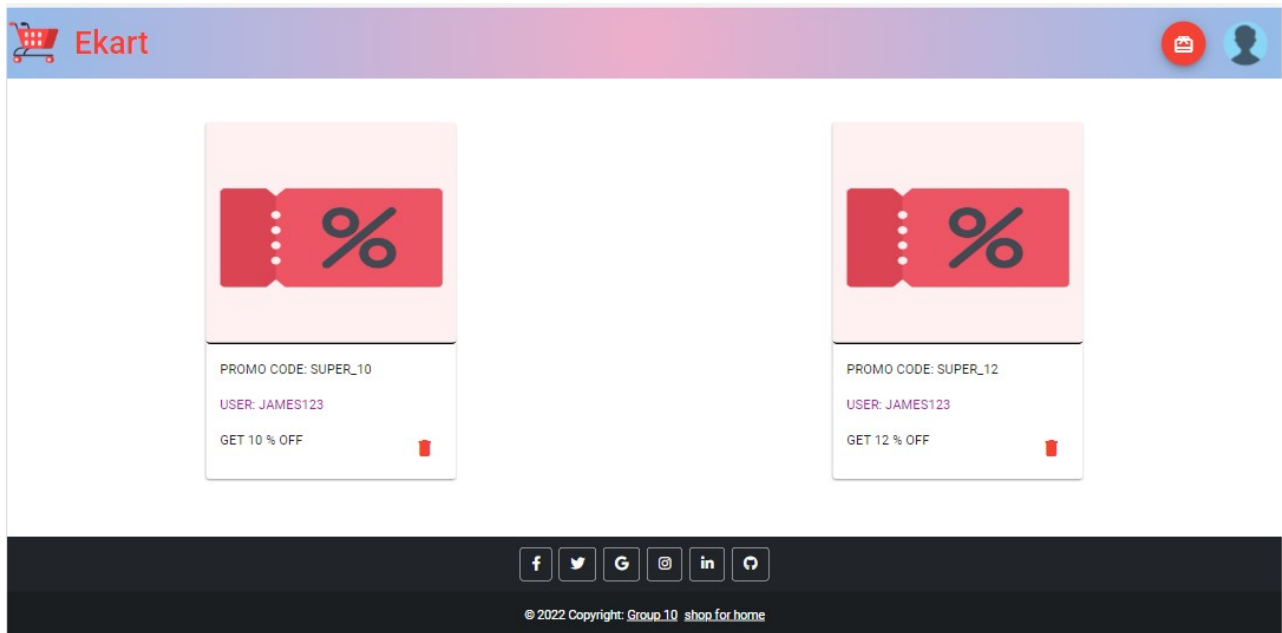 Ekart
PROMO CODE: SUPER_10
USER: JAMES123
GET 10 % OFF
PROMO CODE: SUPER_12
USER: JAMES123
GET 12 % OFF
© 2022 Copyright: Group 10 shop for home